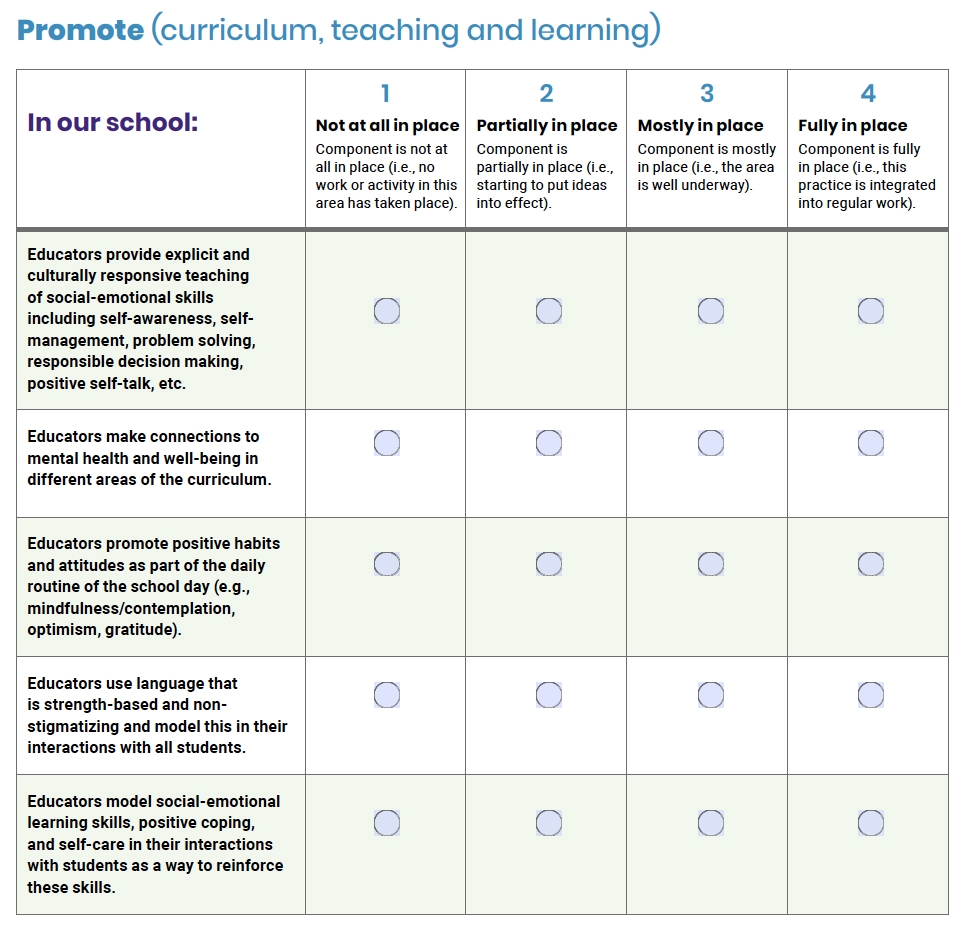 Promote (curriculum, teaching and learning)
In our school:
1
Not at all in place
Component is not at
all in place (i.e., no
work or activity in this
area has taken place).
2
Partially in place
Component is
partially in place (i.e.,
starting to put ideas
into effect).
3
Mostly in place
Component is mostly
in place (i.e., the area
is well underway).
4
Fully in place
Component is fully
in place (i.e., this
practice is integrated
into regular work).
Educators provide explicit and
culturally responsive teaching
of social-emotional skills
including self-awareness, self-
management, problem solving,
responsible decision making,
positive self-talk, etc.
Educators make connections to
mental health and well-being in
different areas of the curriculum.
Educators promote positive habits
and attitudes as part of the daily
routine of the school day (e.g.,
mindfulness/contemplation,
optimism, gratitude).
Educators use language that
is strength-based and non-
stigmatizing and model this in their
interactions with all students.
Educators model social-emotional
learning skills, positive coping,
and self-care in their interactions
with students as a way to reinforce
these skills.